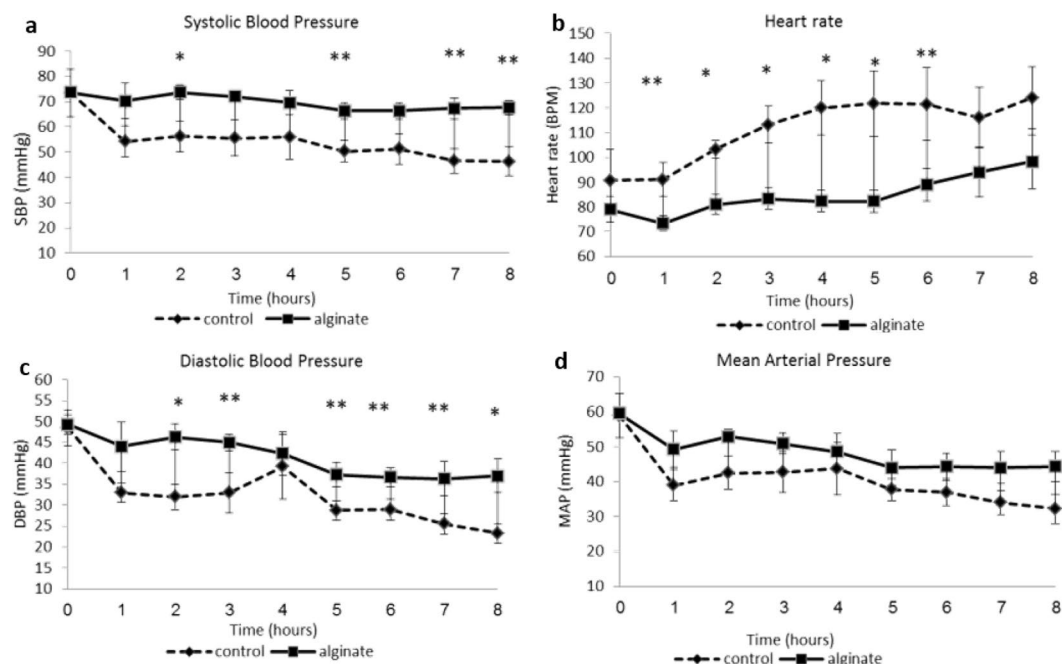 a Systolic Blood Pressure
90
80
70
60
50
40
30
20
10
SBP (mmHg)
* ** ** **
0 1 2 3 4 5 6 7 8
Time (hours)
control alginate
b Heart rate
150
140
130
120
110
100
90
80
70
60
Heart rate (BPM)
** * * * * **
0 1 2 3 4 5 6 7 8
Time (hours)
control alginate
c Diastolic Blood Pressure
60
55
50
45
40
35
30
25
20
15
10
DBP (mmHg)
* ** ** ** ** *
0 1 2 3 4 5 6 7 8
Time (hours)
control alginate
d Mean Arterial Pressure
70
60
50
40
30
20
10
MAP (mmHg)
0 1 2 3 4 5 6 7 8
Time (hours)
control alginate